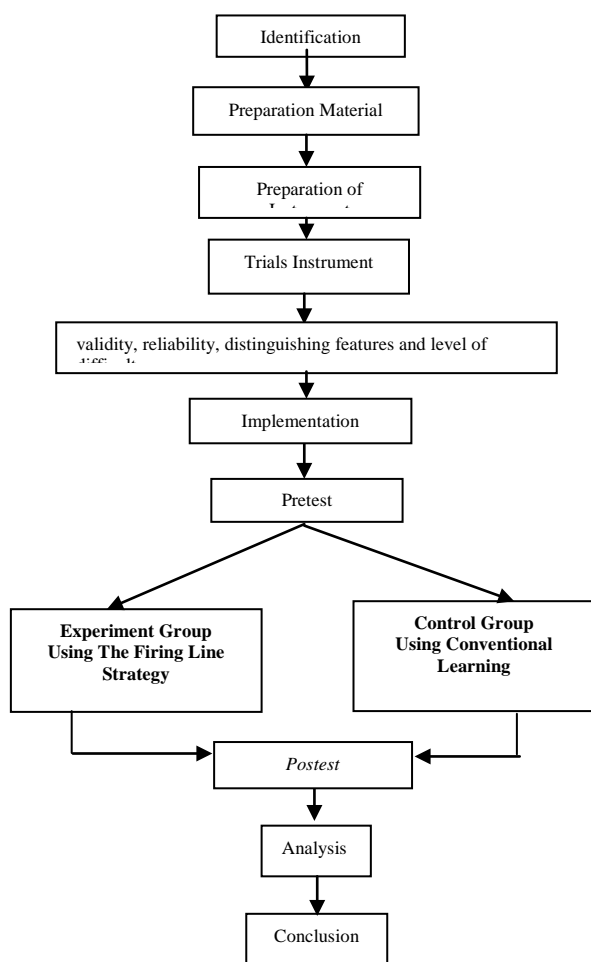 Identification
Preparation Material
Preparation of
Trials Instrument
validity, reliability, distinguishing features and level of
Implementation
Pretest
Experiment Group
Using The Firing Line
Strategy
Control Group
Using Conventional
Learning
Postest
Analysis
Conclusion